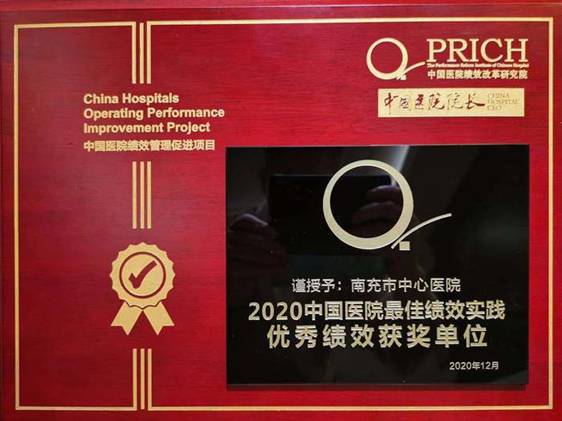 China Hospitals
Operating Performance
Improvement Project
中国医院绩效管理促进项目
PRICH
The Performance Reform Institute of Chinese Hospital
中国医院绩效改革研究院
中国医院院长
CHINA
HOSPITAL
CEO
谨授予：南充市中心医院
2020中国医院最佳绩效实践
优秀绩效获奖单位
2020年12月